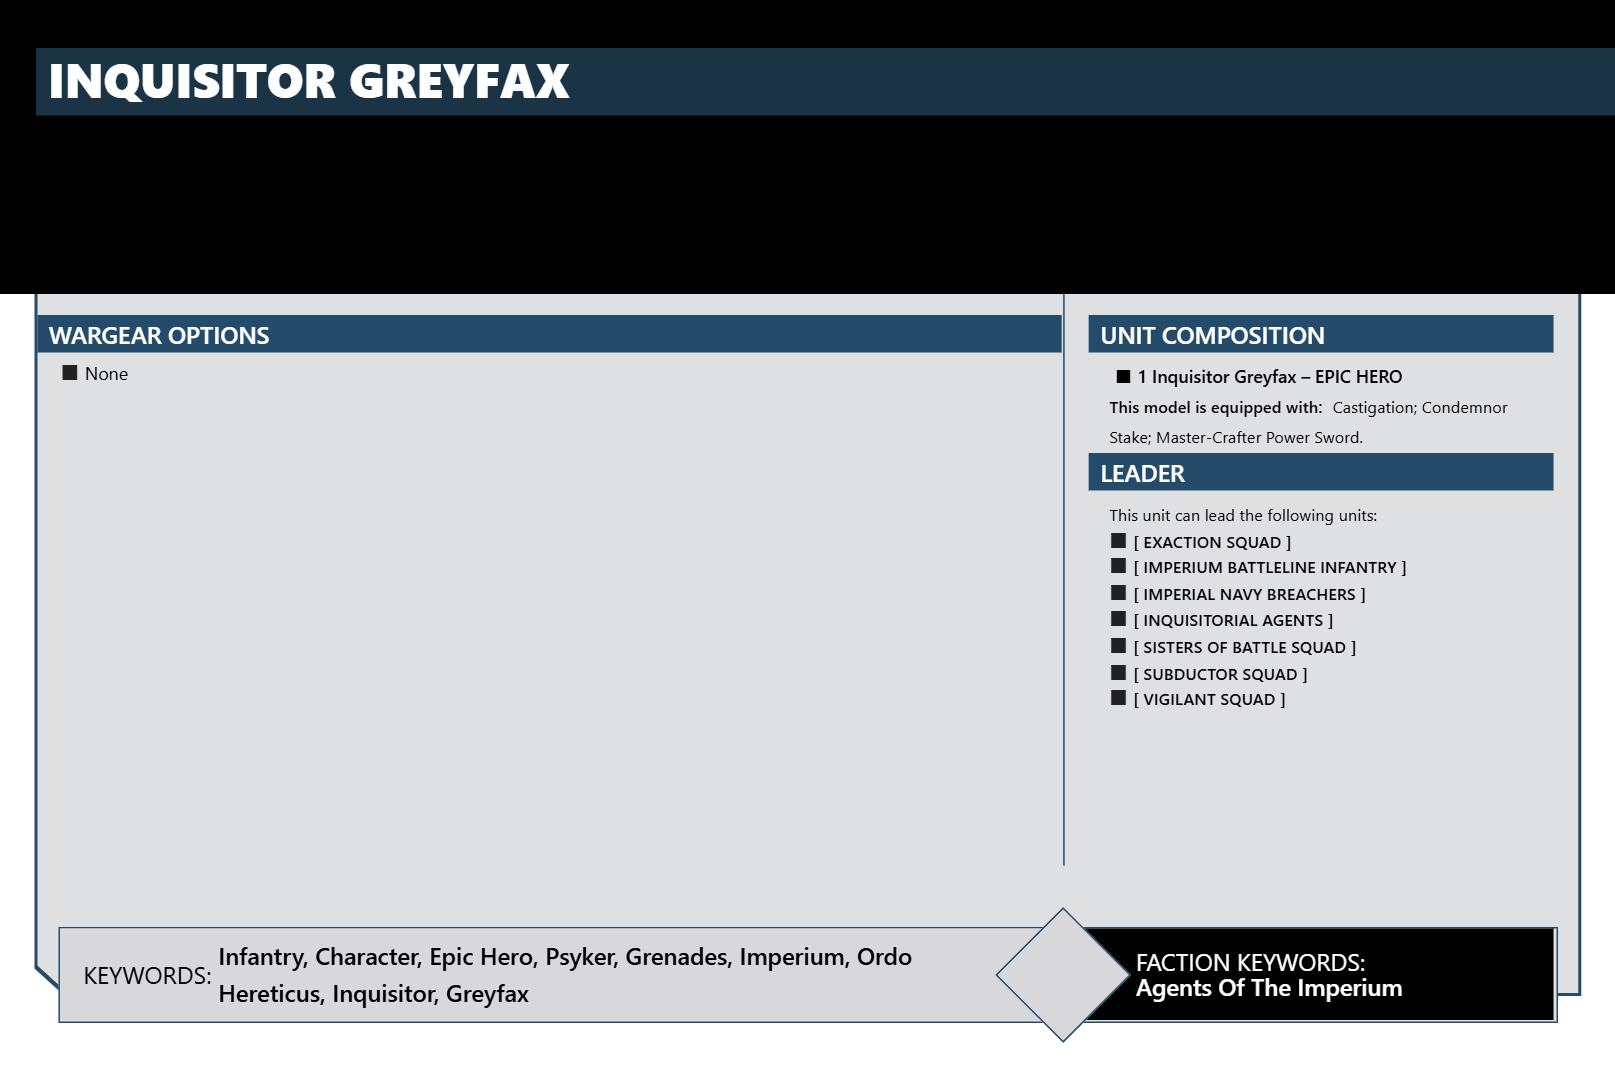 INQUISITOR GREYFAX
WARGEAR OPTIONS
None
UNIT COMPOSITION
1 Inquisitor Greyfax – EPIC HERO
This model is equipped with: Castigation; Condemnor
Stake; Master-Crafter Power Sword.
LEADER
This unit can lead the following units:
[ EXACTION SQUAD ]
[ IMPERIUM BATTLELINE INFANTRY ]
[ IMPERIAL NAVY BREACHERS ]
[ INQUISITORIAL AGENTS ]
[ SISTERS OF BATTLE SQUAD ]
[ SUBDUCTOR SQUAD ]
[ VIGILANT SQUAD ]
KEYWORDS: Infantry, Character, Epic Hero, Psyker, Grenades, Imperium, Ordo
Hereticus, Inquisitor, Greyfax
FACTION KEYWORDS:
Agents Of The Imperium